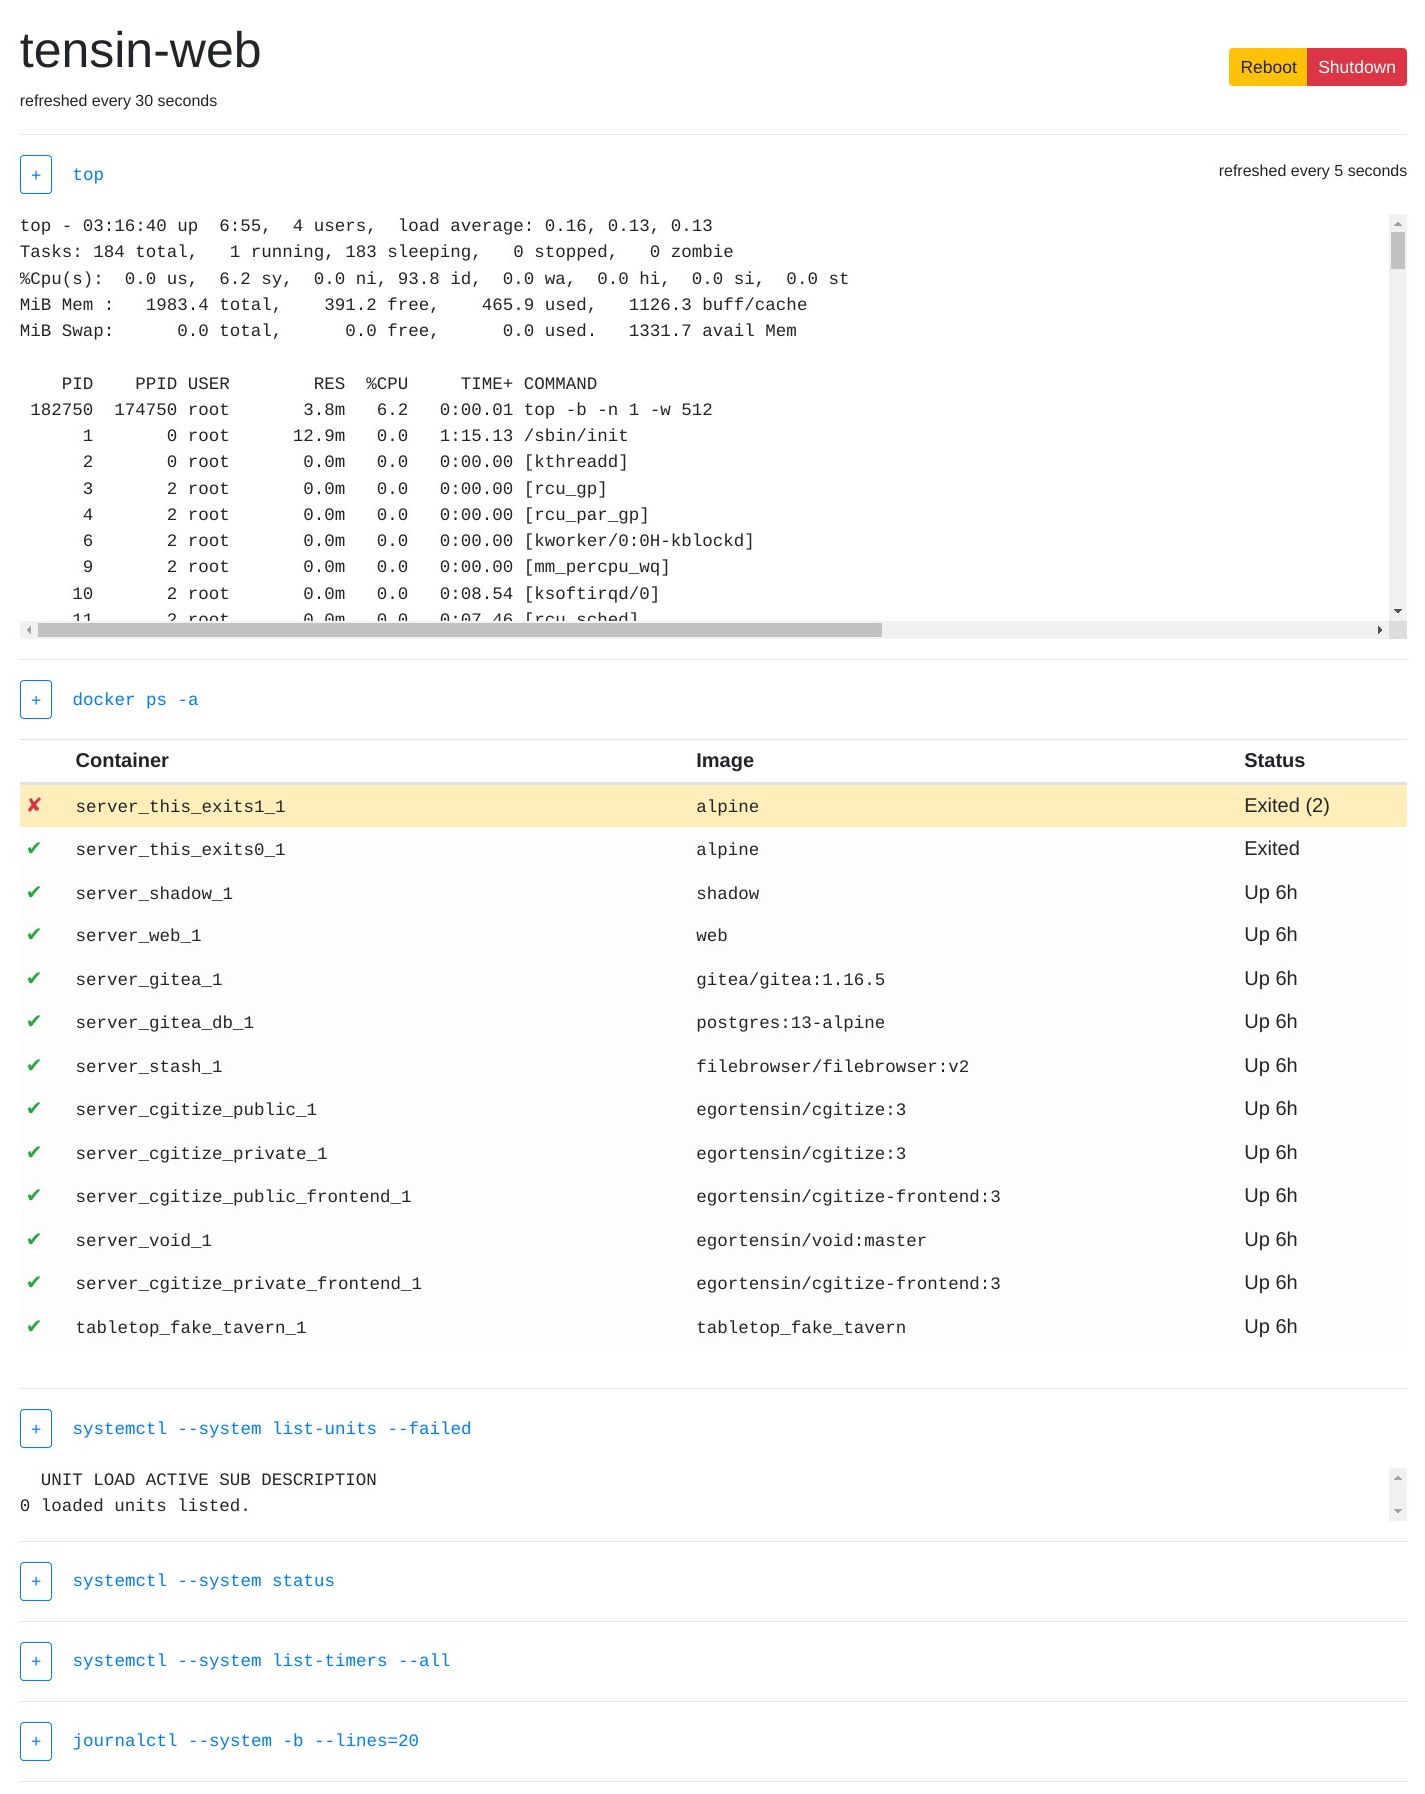 tensin-web
Reboot Shutdown
refreshed every 30 seconds
+ top
refreshed every 5 seconds
top - 03:16:40 up  6:55,  4 users,  load average: 0.16, 0.13, 0.13
Tasks: 184 total,   1 running, 183 sleeping,   0 stopped,   0 zombie
%Cpu(s):  0.0 us,  6.2 sy,  0.0 ni, 93.8 id,  0.0 wa,  0.0 hi,  0.0 si,  0.0 st
MiB Mem :   1983.4 total,    391.2 free,    465.9 used,   1126.3 buff/cache
MiB Swap:      0.0 total,      0.0 free,      0.0 used.   1331.7 avail Mem
    PID    PPID USER        RES  %CPU     TIME+ COMMAND
 182750  174750 root       3.8m   6.2   0:00.01 top -b -n 1 -w 512
      1       0 root      12.9m   0.0   1:15.13 /sbin/init
      2       0 root       0.0m   0.0   0:00.00 [kthreadd]
      3       2 root       0.0m   0.0   0:00.00 [rcu_gp]
      4       2 root       0.0m   0.0   0:00.00 [rcu_par_gp]
      6       2 root       0.0m   0.0   0:00.00 [kworker/0:0H-kblockd]
      9       2 root       0.0m   0.0   0:00.00 [mm_percpu_wq]
     10       2 root       0.0m   0.0   0:08.54 [ksoftirqd/0]
     11       2 root       0.0m   0.0   0:07.46 [rcu_sched]
+ docker ps -a
Container Image Status
✘ server_this_exits1_1 alpine Exited (2)
✔ server_this_exits0_1 alpine Exited
✔ server_shadow_1 shadow Up 6h
✔ server_web_1 web Up 6h
✔ server_gitea_1 gitea/gitea:1.16.5 Up 6h
✔ server_gitea_db_1 postgres:13-alpine Up 6h
✔ server_stash_1 filebrowser/filebrowser:v2 Up 6h
✔ server_cgitize_public_1 egortensin/cgitize:3 Up 6h
✔ server_cgitize_private_1 egortensin/cgitize:3 Up 6h
✔ server_cgitize_public_frontend_1 egortensin/cgitize-frontend:3 Up 6h
✔ server_void_1 egortensin/void:master Up 6h
✔ server_cgitize_private_frontend_1 egortensin/cgitize-frontend:3 Up 6h
✔ tabletop_fake_tavern_1 tabletop_fake_tavern Up 6h
+ systemctl --system list-units --failed
  UNIT LOAD ACTIVE SUB DESCRIPTION
0 loaded units listed.
+ systemctl --system status
+ systemctl --system list-timers --all
+ journalctl --system -b --lines=20